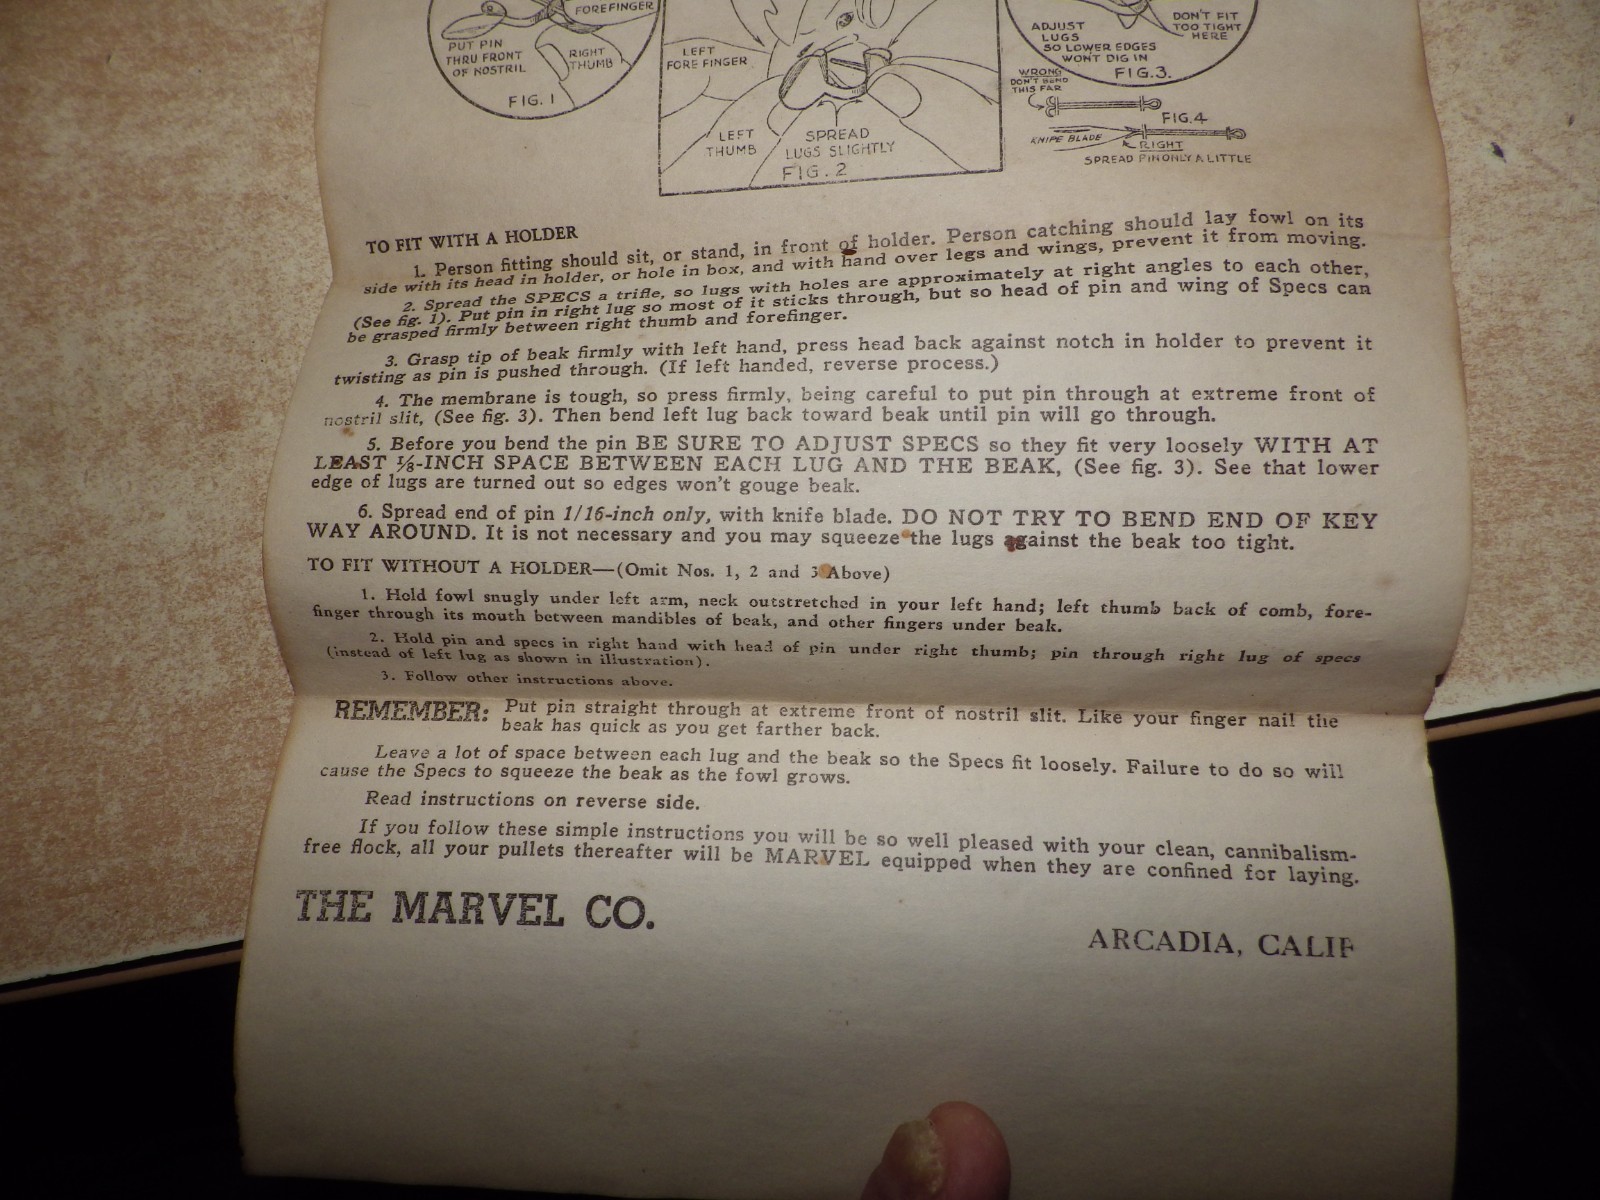 FOREFINGER
PUT PIN
THRU FRONT
OF NOSTRIL
RIGHT
THUMB
FIG. 1
LEFT
FORE FINGER
LEFT
THUMB
SPREAD
LUGS SLIGHTLY
FIG. 2
ADJUST
LUGS
SO LOWER EDGES
WONT DIG IN
DON'T FIT
TOO TIGHT
HERE
FIG. 3.
WRONG
DON'T BEND
THIS FAR
FIG. 4
KNIFE BLADE
RIGHT
SPREAD PIN ONLY A LITTLE
TO FIT WITH A HOLDER
1. Person fitting should sit, or stand, in front of holder. Person catching should lay fowl on its
side with its head in holder, or hole in box, and with hand over legs and wings, prevent it from moving.
2. Spread the SPECS a trifle, so lugs with holes are approximately at right angles to each other,
(See fig. 1). Put pin in right lug so most of it sticks through, but so head of pin and wing of Specs can
be grasped firmly between right thumb and forefinger.
3. Grasp tip of beak firmly with left hand, press head back against notch in holder to prevent it
twisting as pin is pushed through. (If left handed, reverse process.)
4. The membrane is tough, so press firmly, being careful to put pin through at extreme front of
nostril slit, (See fig. 3). Then bend left lug back toward beak until pin will go through.
5. Before you bend the pin BE SURE TO ADJUST SPECS so they fit very loosely WITH AT
LEAST ⅛-INCH SPACE BETWEEN EACH LUG AND THE BEAK, (See fig. 3). See that lower
edge of lugs are turned out so edges won't gouge beak.
6. Spread end of pin 1/16-inch only, with knife blade. DO NOT TRY TO BEND END OF KEY
WAY AROUND. It is not necessary and you may squeeze the lugs against the beak too tight.
TO FIT WITHOUT A HOLDER—(Omit Nos. 1, 2 and 3 Above)
1. Hold fowl snugly under left arm, neck outstretched in your left hand; left thumb back of comb, fore-
finger through its mouth between mandibles of beak, and other fingers under beak.
2. Hold pin and specs in right hand with head of pin under right thumb; pin through right lug of specs
(instead of left lug as shown in illustration).
3. Follow other instructions above.
REMEMBER: Put pin straight through at extreme front of nostril slit. Like your finger nail the
beak has quick as you get farther back.
Leave a lot of space between each lug and the beak so the Specs fit loosely. Failure to do so will
cause the Specs to squeeze the beak as the fowl grows.
Read instructions on reverse side.
If you follow these simple instructions you will be so well pleased with your clean, cannibalism-
free flock, all your pullets thereafter will be MARVEL equipped when they are confined for laying.
THE MARVEL CO.
ARCADIA, CALIF